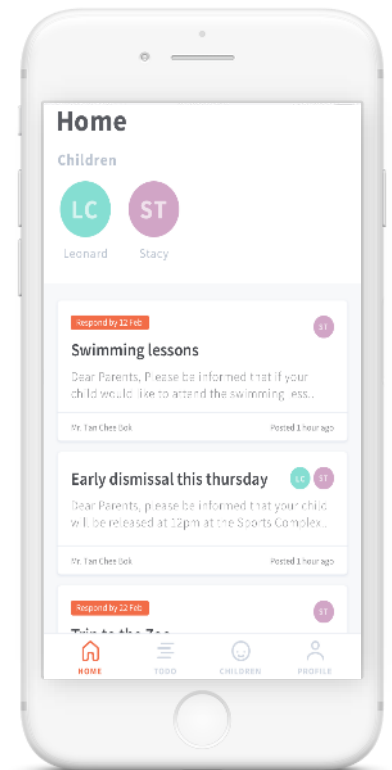 Home
Children
LC
ST
Leonard
Stacy
Respond by 12 Feb
ST
Swimming lessons
Dear Parents, Please be informed that if your
child would like to attend the swimming less..
Mr. Tan Chee Bok
Posted 1 hour ago
Early dismissal this thursday
LC
ST
Dear Parents, please be informed that your child
will be released at 12pm at the Sports Complex..
Mr. Tan Chee Bok
Posted 1 hour ago
Respond by 22 Feb
ST
Trip to the Zoo
HOME
TODO
CHILDREN
PROFILE